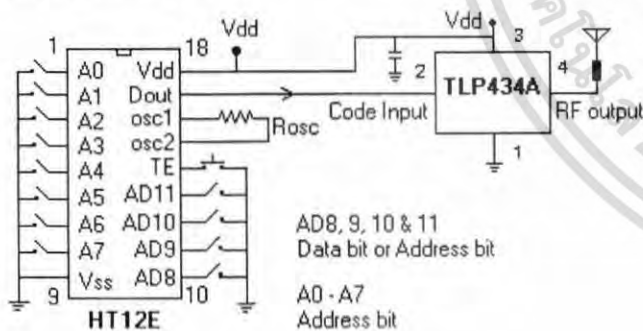 1
18
Vdd
Vdd
3
A0
Vdd
2
TLP434A
4
A1
Dout
Code Input
RF output
A2
osc1
Rosc
A3
osc2
1
A4
TE
A5
AD11
A6
AD10
A7
AD9
Vss
AD8
9
10
HT12E
AD8, 9, 10 & 11
Data bit or Address bit
A0 - A7
Address bit